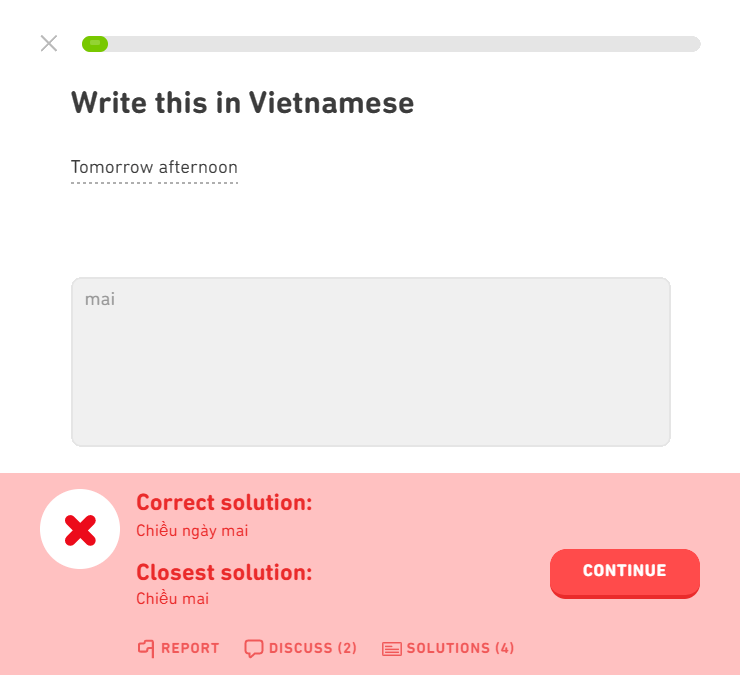 Write this in Vietnamese
Tomorrow afternoon
mai
Correct solution:
Chiều ngày mai
Closest solution:
Chiều mai
CONTINUE
REPORT DISCUSS (2) SOLUTIONS (4)